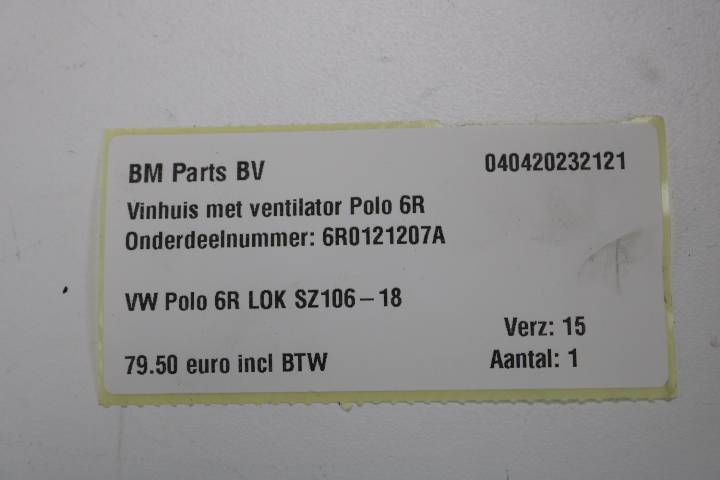 BM Parts BV 040420232121
Vinhuis met ventilator Polo 6R
Onderdeelnummer: 6R0121207A
VW Polo 6R LOK SZ106-18
Verz: 15
79.50 euro incl BTW Aantal: 1